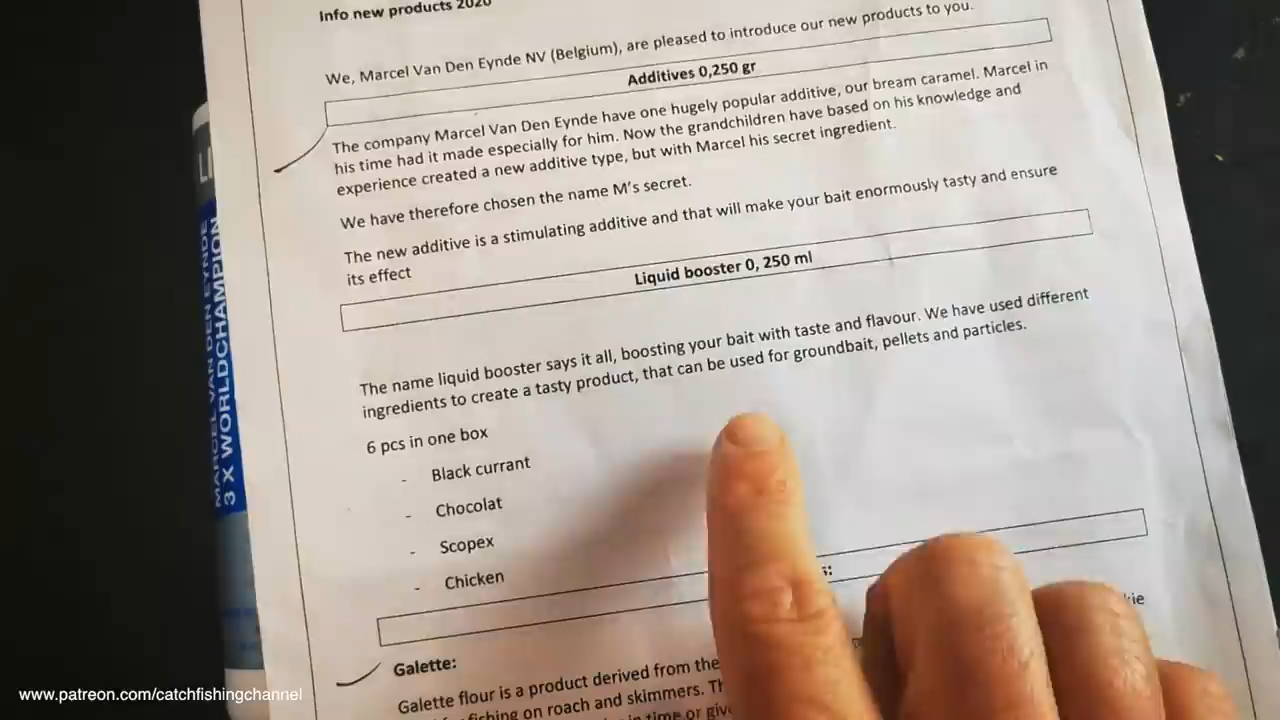 Info new products 2020
We, Marcel Van Den Eynde NV (Belgium), are pleased to introduce our new products to you.
Additives 0,250 gr
The company Marcel Van Den Eynde have one hugely popular additive, our bream caramel. Marcel in
his time had it made especially for him. Now the grandchildren have based on his knowledge and
experience created a new additive type, but with Marcel his secret ingredient.
We have therefore chosen the name M's secret.
The new additive is a stimulating additive and that will make your bait enormously tasty and ensure
its effect
Liquid booster 0, 250 ml
The name liquid booster says it all, boosting your bait with taste and flavour. We have used different
ingredients to create a tasty product, that can be used for groundbait, pellets and particles.
6 pcs in one box
- Black currant
- Chocolat
- Scopex
- Chicken
Galette:
Galette flour is a product derived from the
fishing on roach and skimmers.
in time or
MARCEL VAN DEN EYNDE
3 X WORLDCHAMPION
www.patreon.com/catchfishingchannel